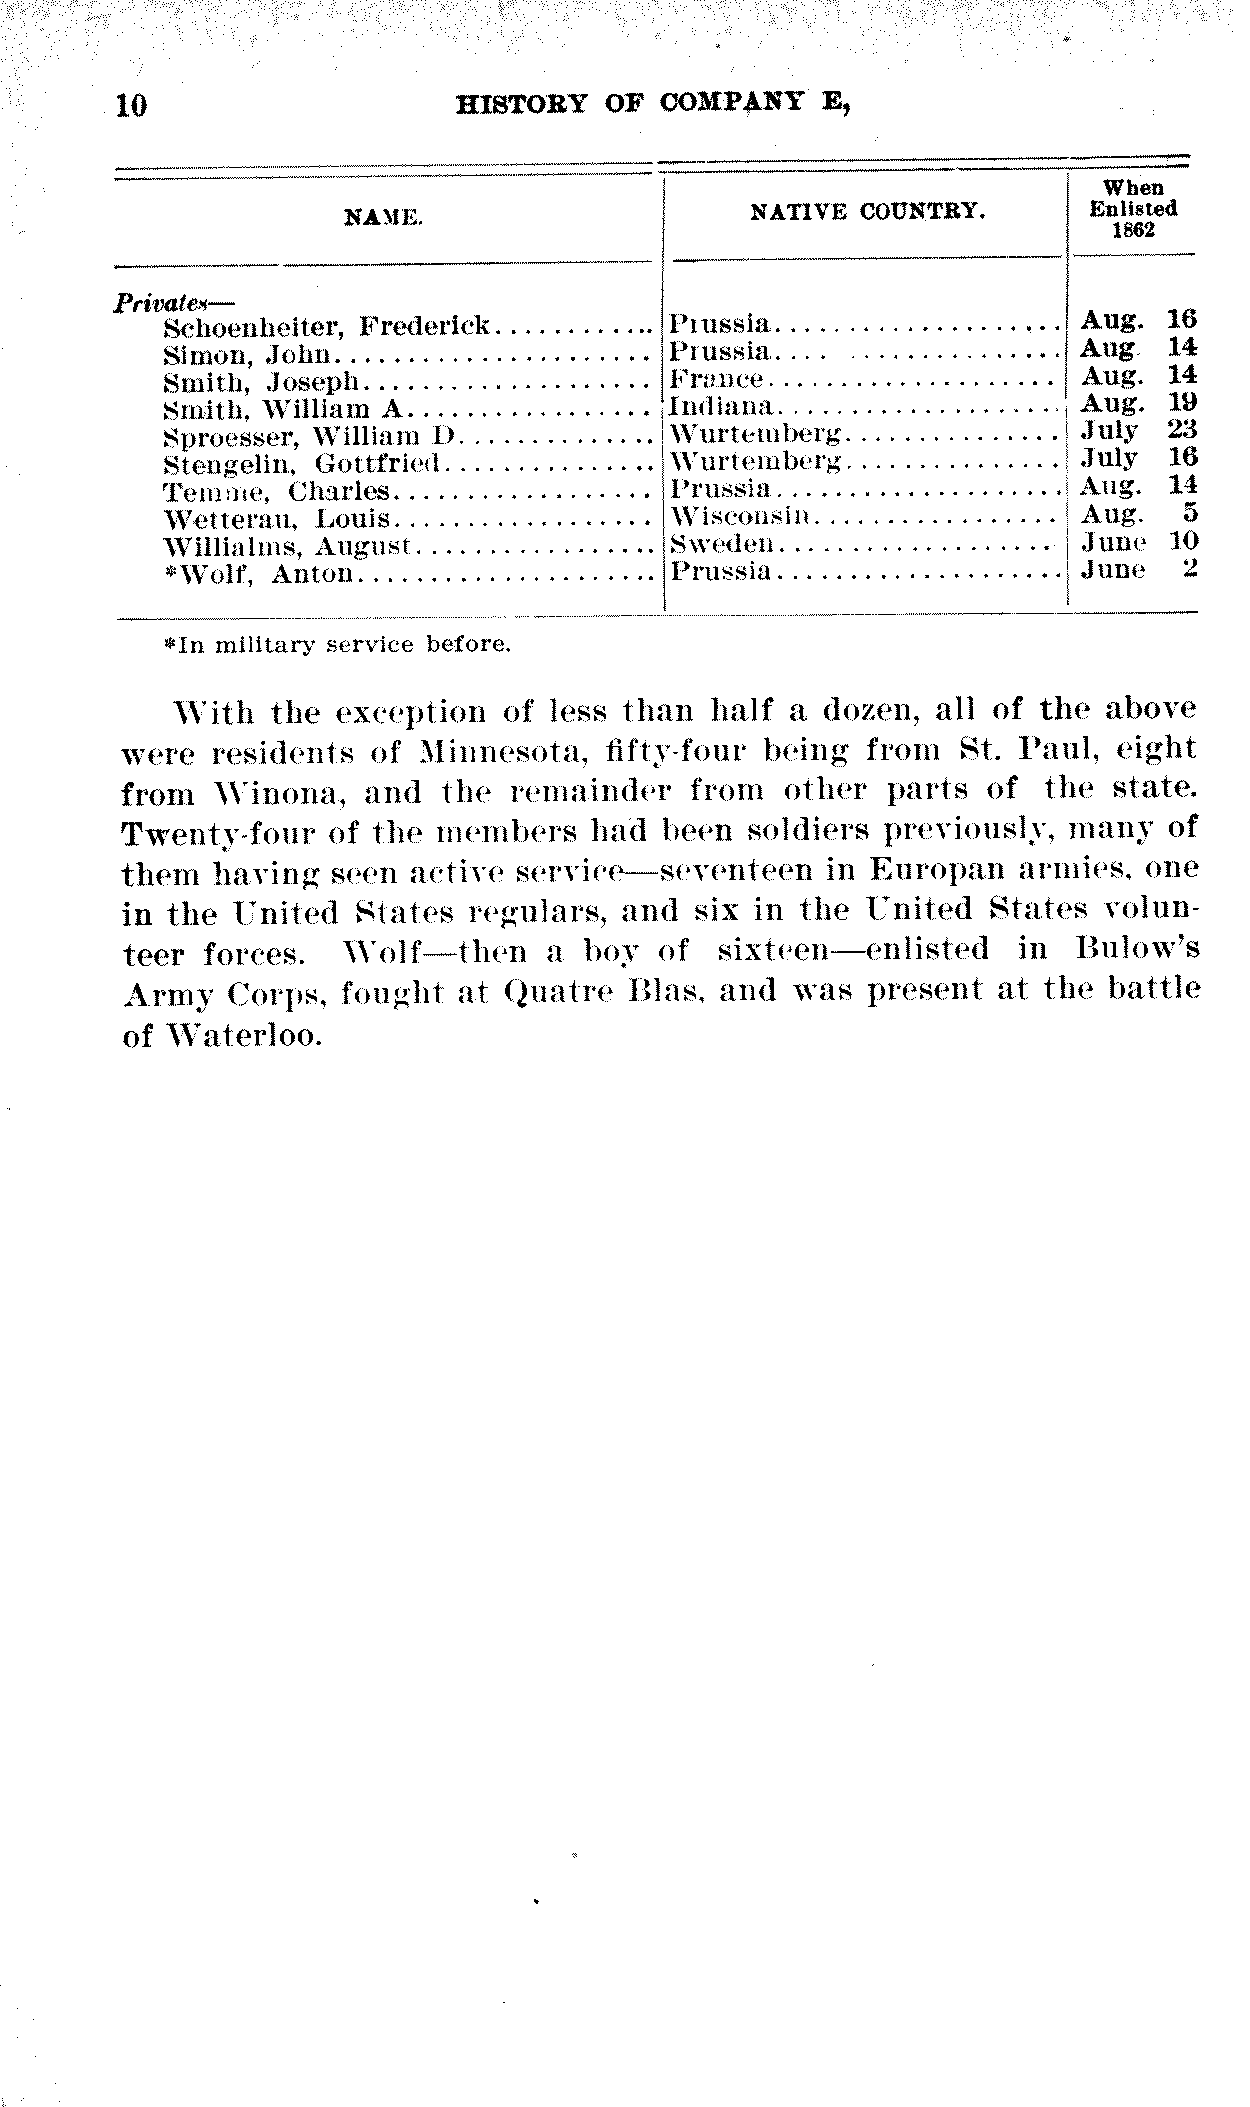 10 HISTORY OF COMPANY E,
NAME. NATIVE COUNTRY. When Enlisted 1862
Privates—
Schoenheiter, Frederick............ Prussia.................... Aug. 16
Simon, John...................... Prussia.... ............... Aug. 14
Smith, Joseph.................... France.................... Aug. 14
Smith, William A................. Indiana.................... Aug. 19
Sproesser, William D.............. Wurtemberg............... July 23
Stengelin, Gottfried............... Wurtemberg............... July 16
Temme, Charles.................. Prussia.................... Aug. 14
Wetterau, Louis.................. Wisconsin................. Aug. 5
Willialms, August................. Sweden................... June 10
*Wolf, Anton..................... Prussia.................... June 2
*In military service before.
With the exception of less than half a dozen, all of the above
were residents of Minnesota, fifty-four being from St. Paul, eight
from Winona, and the remainder from other parts of the state.
Twenty-four of the members had been soldiers previously, many of
them having seen active service—seventeen in Europan armies, one
in the United States regulars, and six in the United States volun-
teer forces. Wolf—then a boy of sixteen—enlisted in Bulow's
Army Corps, fought at Quatre Blas, and was present at the battle
of Waterloo.